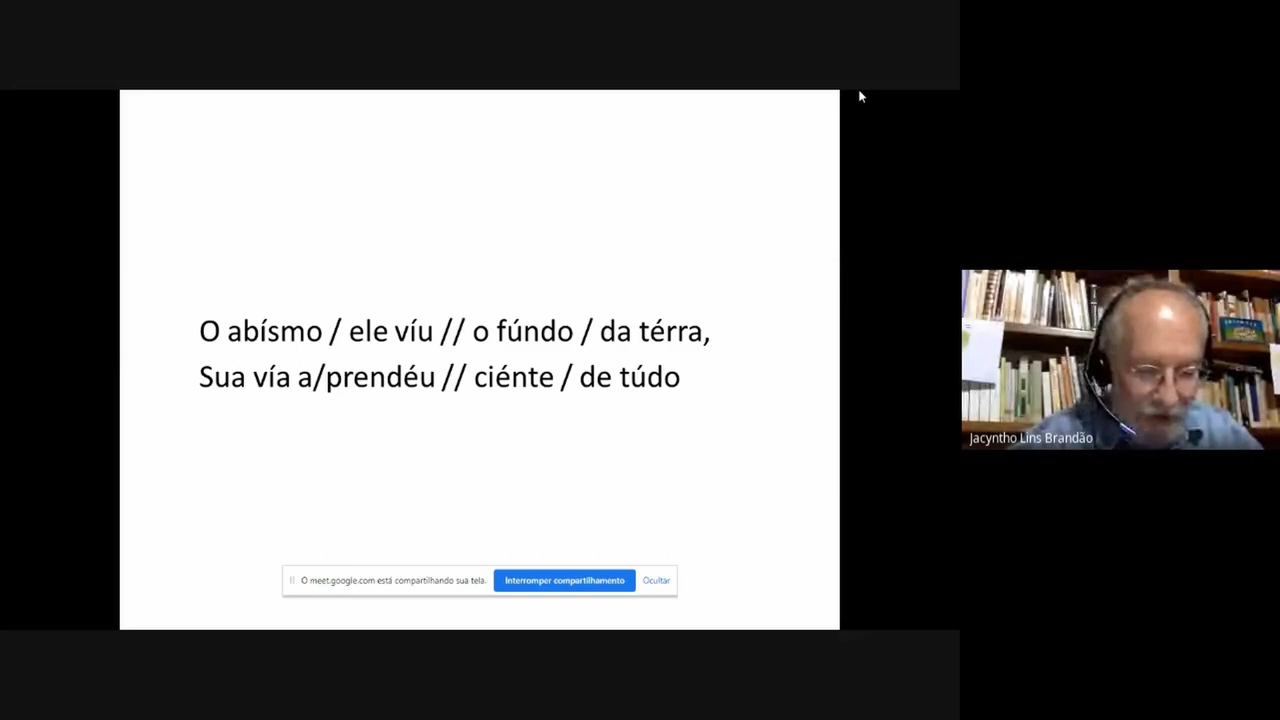 O abísmo / ele víu // o fúndo / da térra,
Sua vía a/prendéu // ciénte / de túdo
Jacyntho Lins Brandão
O meet.google.com está compartilhando sua tela. Interromper compartilhamento Ocultar